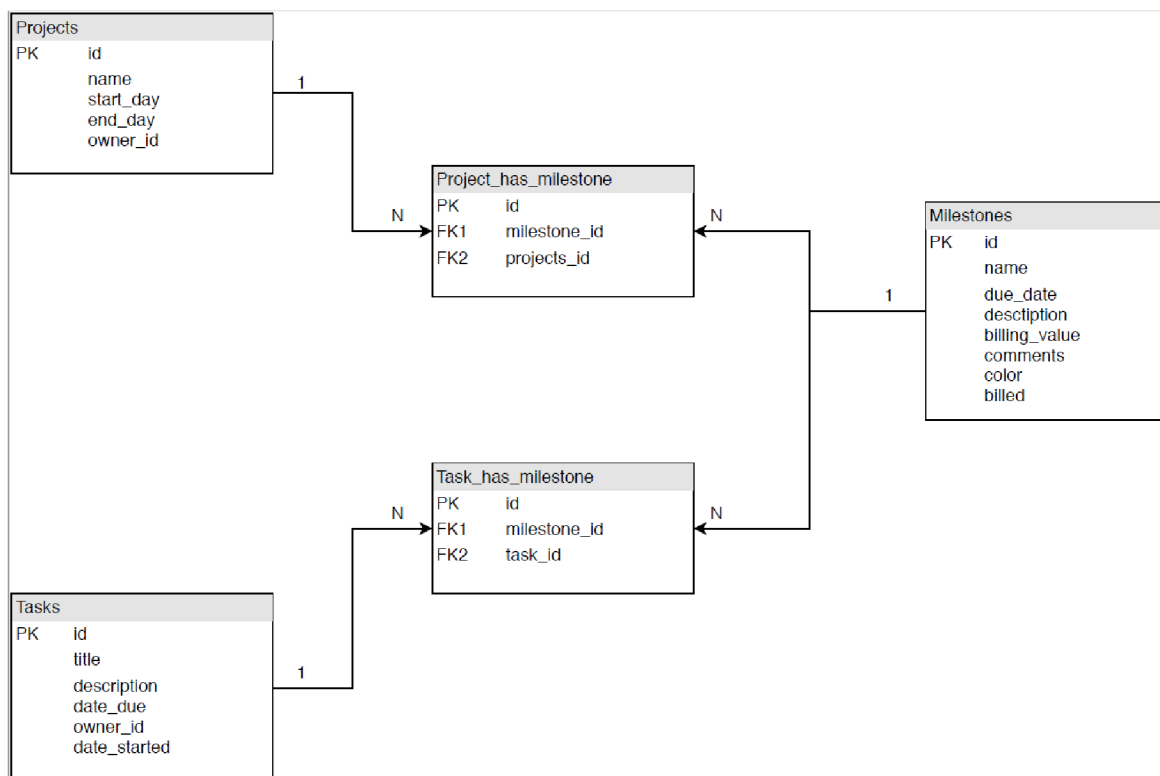 Projects
PK id
name
start_day
end_day
owner_id
1
N
Project_has_milestone
PK id
FK1 milestone_id
FK2 projects_id
N
Milestones
PK id
name
due_date
desctiption
billing_value
comments
color
billed
1
Task_has_milestone
PK id
FK1 milestone_id
FK2 task_id
N
N
Tasks
PK id
title
description
date_due
owner_id
date_started
1